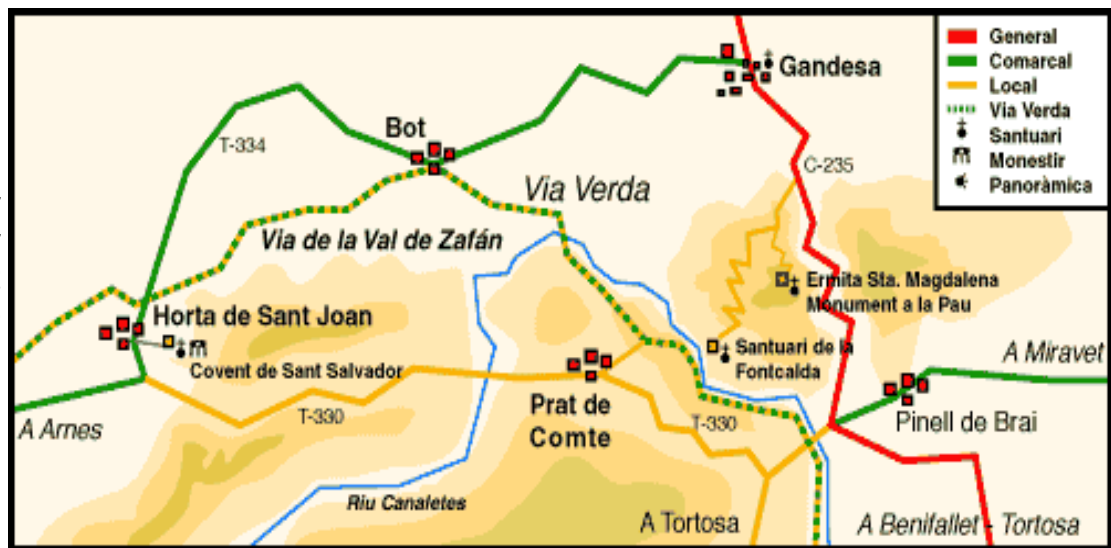 General
Comarcal
Local
Via Verda
Santuari
Monestir
Panoràmica
Gandesa
Bot
T-334
C-235
Via Verda
Via de la Val de Zafán
Ermita Sta. Magdalena
Monument a la Pau
Horta de Sant Joan
Santuari de la
Fontcalda
A Miravet
Covent de Sant Salvador
Prat de
Comte
T-330
T-330
Pinell de Brai
A Arnes
Riu Canaletes
A Tortosa
A Benifallet - Tortosa